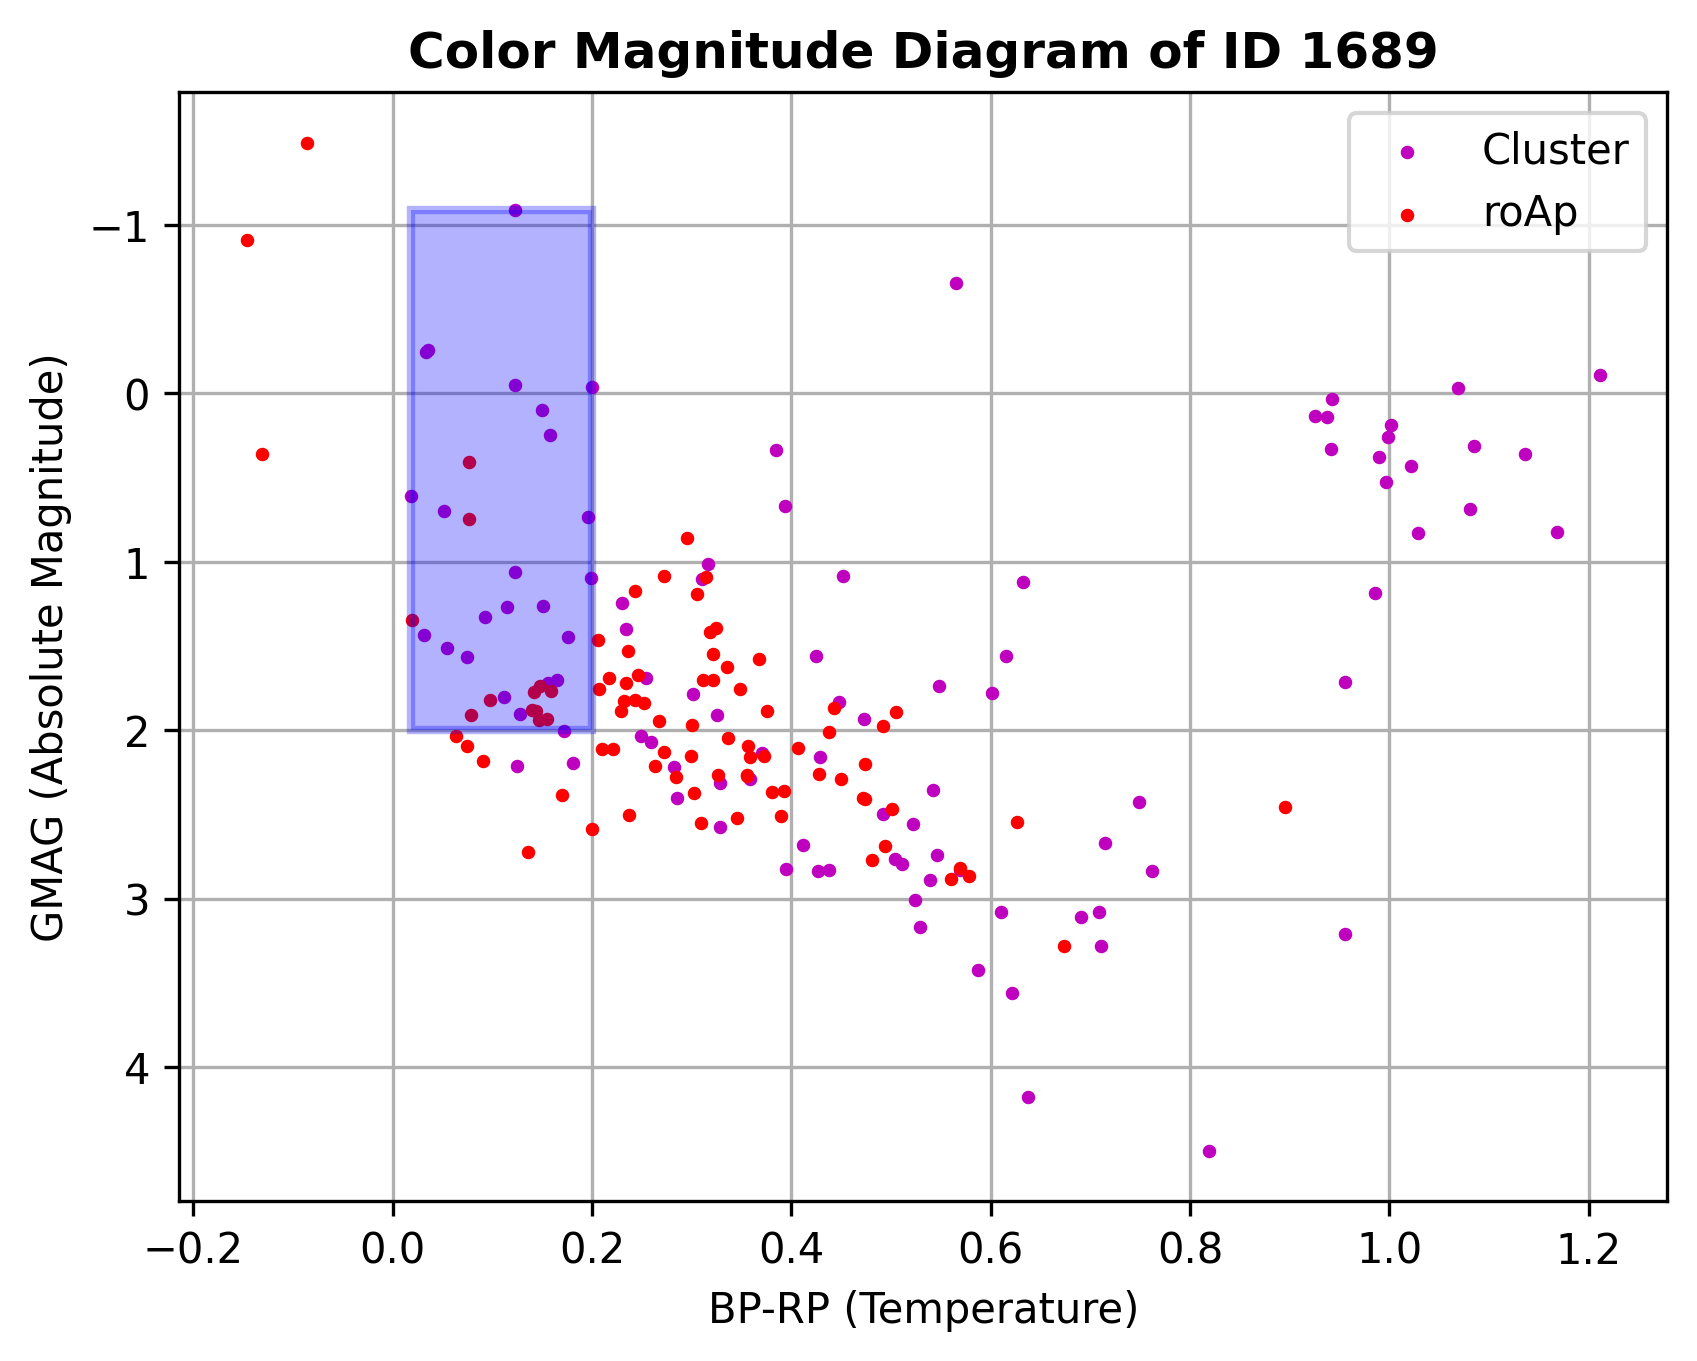 Color Magnitude Diagram of ID 1689
Cluster
roAp
GMAG (Absolute Magnitude)
−1
0
1
2
3
4
−0.2 0.0 0.2 0.4 0.6 0.8 1.0 1.2
BP-RP (Temperature)